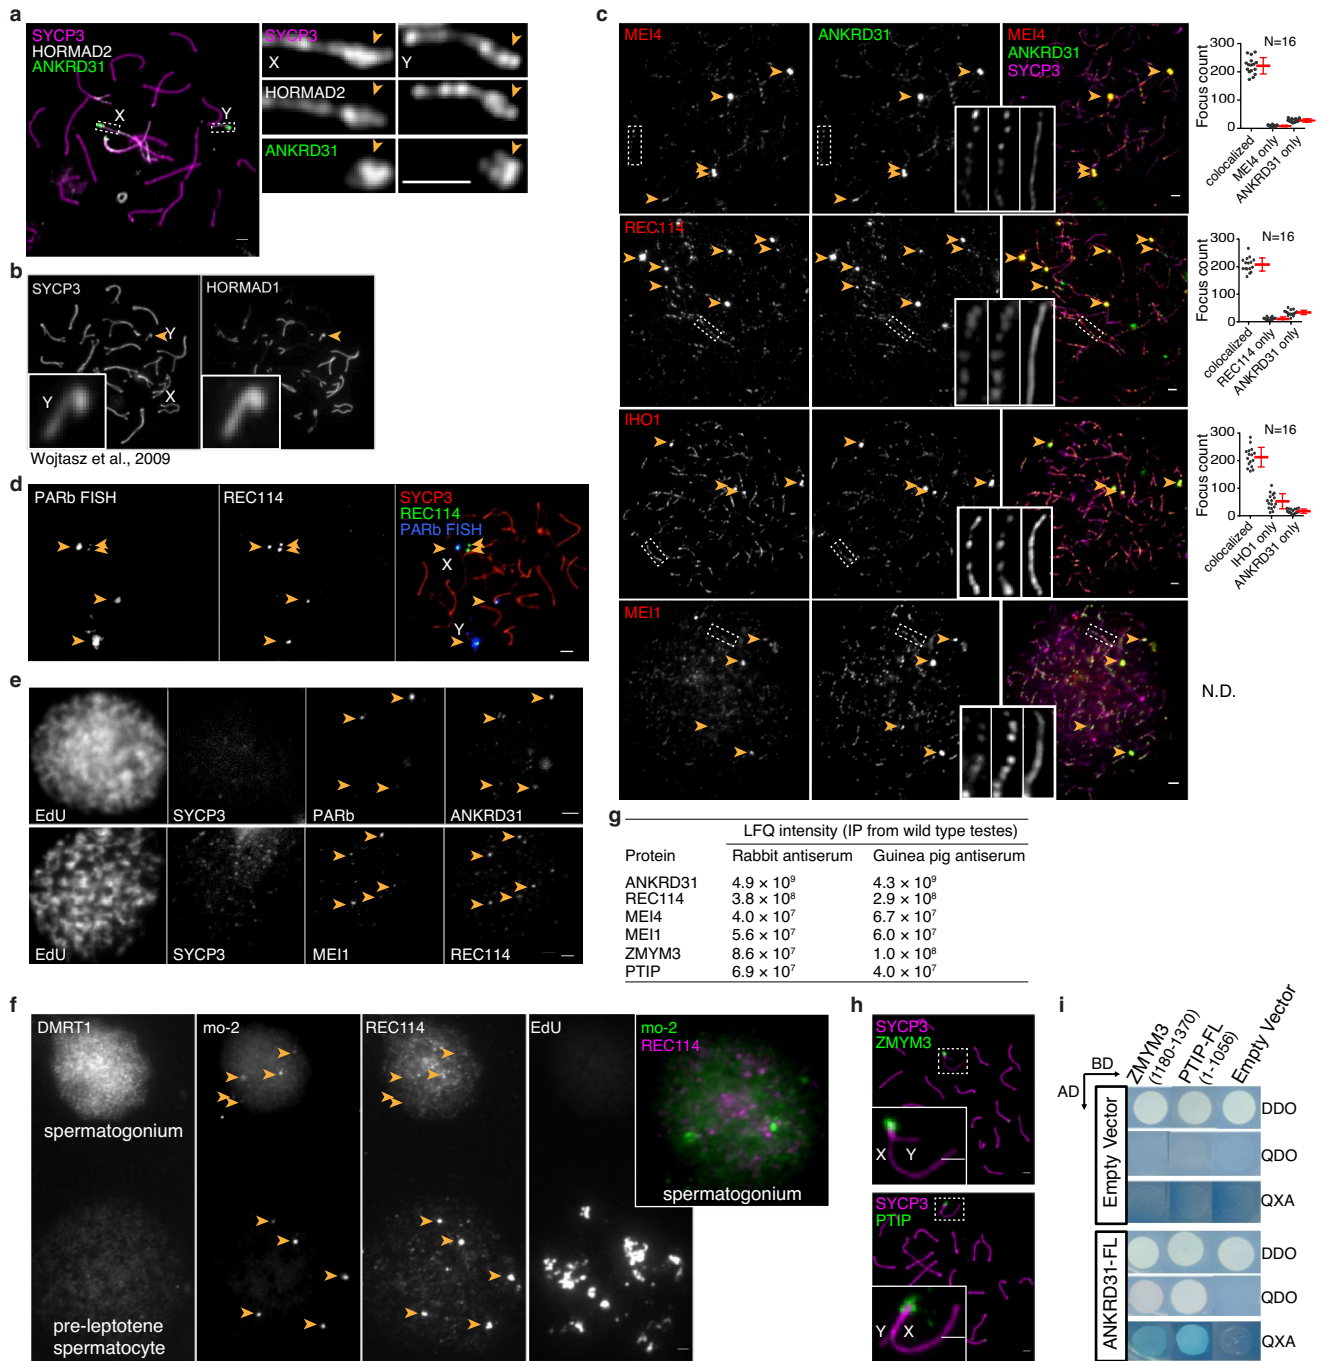 a
SYCP3
HORMAD2
ANKRD31
X
Y
SYCP3
X
Y
HORMAD2
ANKRD31
b
SYCP3
Y
X
Y
HORMAD1
Wojtasz et al., 2009
c
MEI4
ANKRD31
MEI4
ANKRD31
SYCP3
Focus count
300
200
100
0
N=16
colocalized
MEI4 only
ANKRD31 only
REC114
Focus count
300
200
100
0
N=16
colocalized
REC114 only
ANKRD31 only
IHO1
Focus count
300
200
100
0
N=16
colocalized
IHO1 only
ANKRD31 only
MEI1
N.D.
d
PARb FISH
REC114
SYCP3
REC114
PARb FISH
X
Y
e
EdU
SYCP3
PARb
ANKRD31
EdU
SYCP3
MEI1
REC114
f
DMRT1
mo-2
REC114
EdU
mo-2
REC114
spermatogonium
spermatogonium
pre-leptotene
spermatocyte
g
LFQ intensity (IP from wild type testes)
Protein Rabbit antiserum Guinea pig antiserum
ANKRD31 4.9 × 10⁹ 4.3 × 10⁹
REC114 3.8 × 10⁸ 2.9 × 10⁸
MEI4 4.0 × 10⁷ 6.7 × 10⁷
MEI1 5.6 × 10⁷ 6.0 × 10⁷
ZMYM3 8.6 × 10⁷ 1.0 × 10⁸
PTIP 6.9 × 10⁷ 4.0 × 10⁷
h
SYCP3
ZMYM3
X Y
SYCP3
PTIP
Y X
i
BD
AD
ZMYM3
(1180-1370)
PTIP-FL
(1-1056)
Empty Vector
Empty Vector
DDO
QDO
QXA
ANKRD31-FL
DDO
QDO
QXA